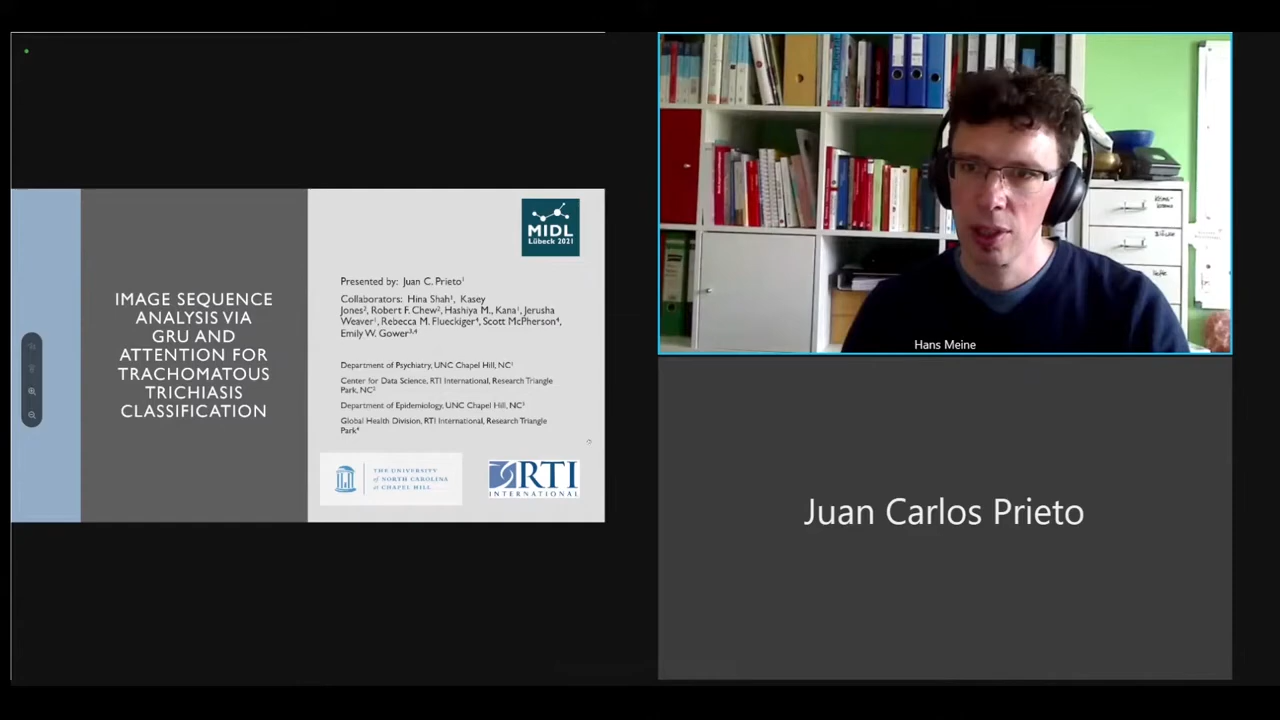 MIDL
Lübeck 2021
IMAGE SEQUENCE
ANALYSIS VIA
GRU AND
ATTENTION FOR
TRACHOMATOUS
TRICHIASIS
CLASSIFICATION
Presented by: Juan C. Prieto¹
Collaborators: Hina Shah¹, Kasey
Jones², Robert F. Chew², Hashiya M., Kana¹, Jerusha
Weaver¹, Rebecca M. Flueckiger⁴, Scott McPherson⁴,
Emily W. Gower³,⁴
Department of Psychiatry, UNC Chapel Hill, NC¹
Center for Data Science, RTI International, Research Triangle
Park, NC²
Department of Epidemiology, UNC Chapel Hill, NC³
Global Health Division, RTI International, Research Triangle
Park⁴
THE UNIVERSITY
of NORTH CAROLINA
at CHAPEL HILL
RTI
INTERNATIONAL
Hans Meine
Juan Carlos Prieto